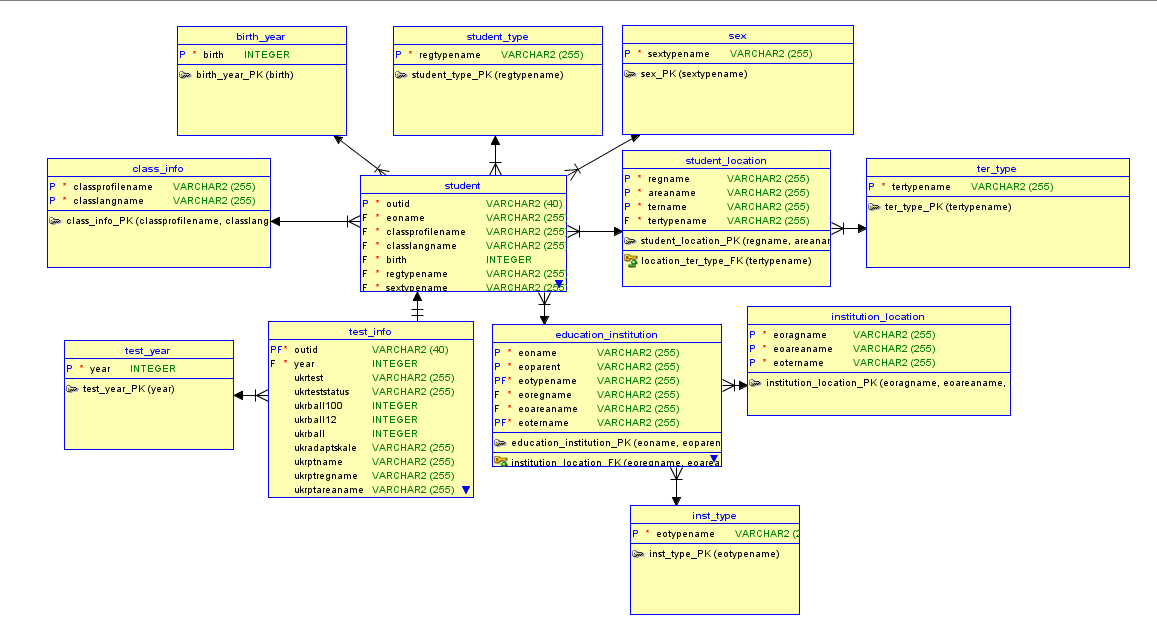 birth_year
P * birth INTEGER
birth_year_PK (birth)
student_type
P * regtypename VARCHAR2 (255)
student_type_PK (regtypename)
sex
P * sextypename VARCHAR2 (255)
sex_PK (sextypename)
class_info
P * classprofilename VARCHAR2 (255)
P * classlangname VARCHAR2 (255)
class_info_PK (classprofilename, classlang
student
P * outid VARCHAR2 (40)
F * eoname VARCHAR2 (255
F * classprofilename VARCHAR2 (255
F * classlangname VARCHAR2 (255
F * birth INTEGER
F * regtypename VARCHAR2 (255
F * sextypename VARCHAR2 (255
student_location
P * regname VARCHAR2 (255)
P * areaname VARCHAR2 (255)
P * tername VARCHAR2 (255)
F * tertypename VARCHAR2 (255)
student_location_PK (regname, areanar
location_ter_type_FK (tertypename)
ter_type
P * tertypename VARCHAR2 (255)
ter_type_PK (tertypename)
test_year
P * year INTEGER
test_year_PK (year)
test_info
PF* outid VARCHAR2 (40)
F * year INTEGER
ukrtest VARCHAR2 (255)
ukrteststatus VARCHAR2 (255)
ukrball100 INTEGER
ukrball12 INTEGER
ukrball INTEGER
ukradaptskale VARCHAR2 (255)
ukrptname VARCHAR2 (255)
ukrptregname VARCHAR2 (255)
ukrptareaname VARCHAR2 (255)
education_institution
P * eoname VARCHAR2 (255)
P * eoparent VARCHAR2 (255)
PF* eotypename VARCHAR2 (255)
F * eoregname VARCHAR2 (255)
F * eoareaname VARCHAR2 (255)
PF* eotername VARCHAR2 (255)
education_institution_PK (eoname, eoparen
institution_location_FK (eoregname, eoarea
institution_location
P * eoragname VARCHAR2 (255)
P * eoareaname VARCHAR2 (255)
P * eotername VARCHAR2 (255)
institution_location_PK (eoragname, eoareaname,
inst_type
P * eotypename VARCHAR2 (2
inst_type_PK (eotypename)